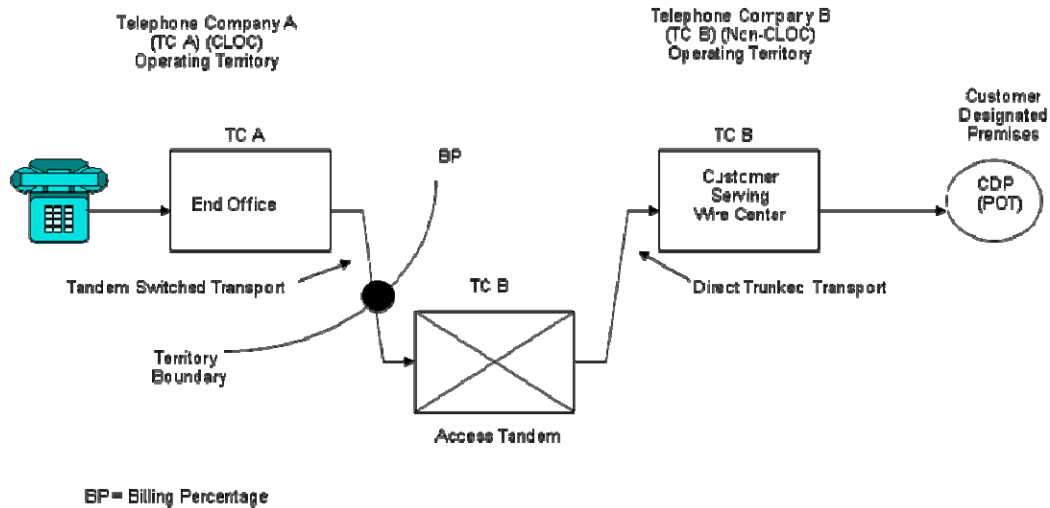 Telephone Company A
(TC A) (CLOC)
Operating Territory
Telephone Company B
(TC B) (Non-CLOC)
Operating Territory
Customer
Designated
Premises
TC A
BP
TC B
End Office
Customer
Serving
Wire Center
CDP
(POT)
Tandem Switched Transport
TC B
Direct Trunked Transport
Territory
Boundary
Access Tandem
BP= Billing Percentage